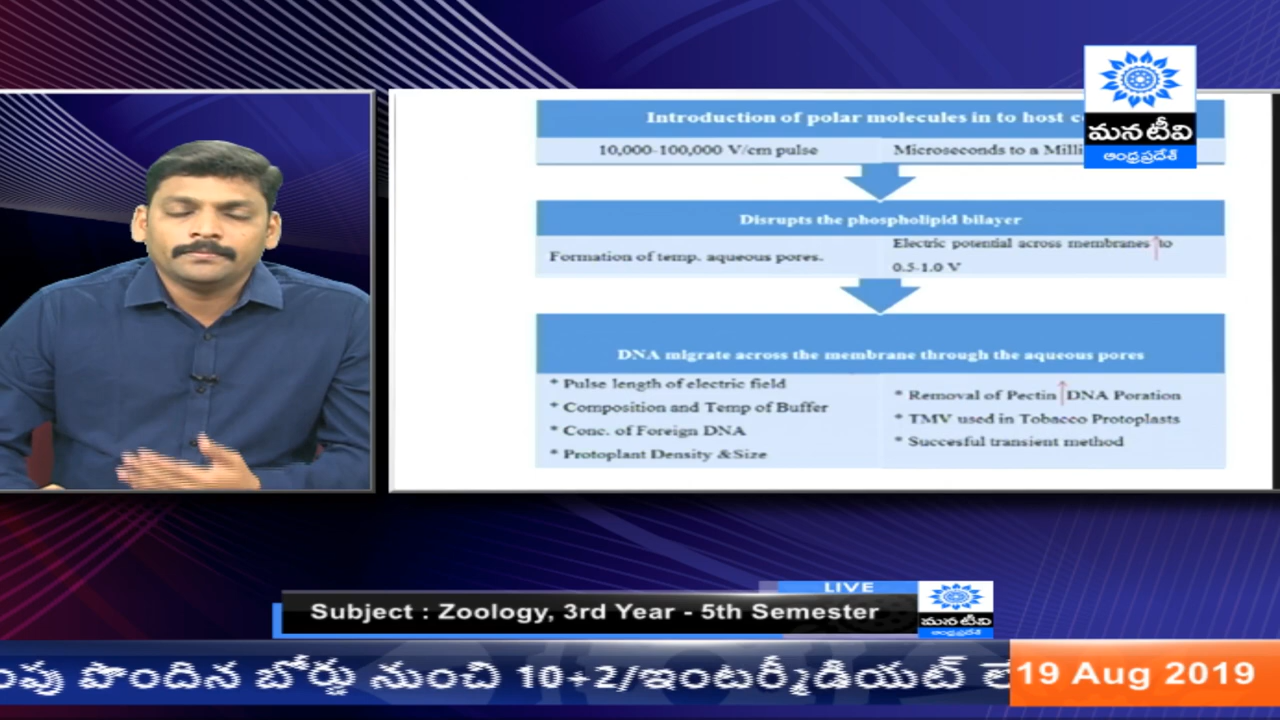 Introduction of polar molecules in to host
10,000-100,000 V/cm pulse
Microseconds to a
మన టీవి
ఆంధ్రప్రదేశ్
Disrupts the phospholipid bilayer
Formation of temp. aqueous pores.
Electric potential across membranes↑to
0.5-1.0 V
DNA migrate across the membrane through the aqueous pores
* Pulse length of electric field
* Composition and Temp of Buffer
* Conc. of Foreign DNA
* Protoplant Density &Size
* Removal of Pectin ↑DNA Poration
* TMV used in Tobacco Protoplasts
* Succesful transient method
LIVE
Subject : Zoology, 3rd Year - 5th Semester
మన టీవి
ఆంధ్రప్రదేశ్
పొందిన బోర్డు నుంచి 10+2/ఇంటర్మీడియట్
19 Aug 2019